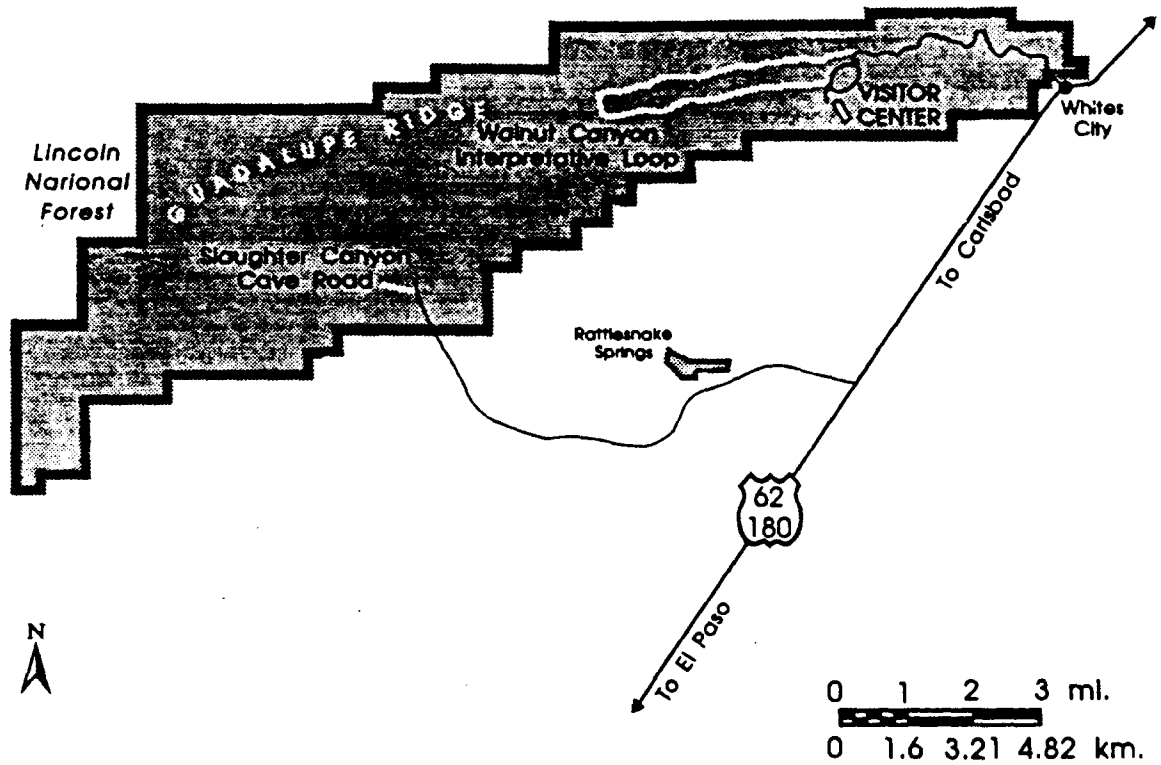 Lincoln
Narional
Forest
GUADALUPE RIDGE
Walnut Canyon
Interpretative Loop
VISITOR
CENTER
Whites
City
Slaughter Canyon
Cave Road
To Carlsbad
Rattlesnake
Springs
62
180
To El Paso
N
0 1 2 3 mi.
0 1.6 3.21 4.82 km.